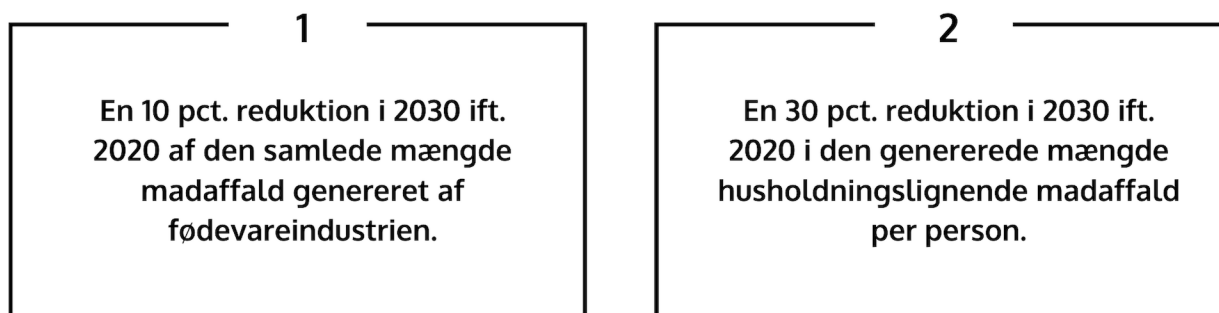 1
En 10 pct. reduktion i 2030 ift.
2020 af den samlede mængde
madaffald genereret af
fødevareindustrien.
2
En 30 pct. reduktion i 2030 ift.
2020 i den genererede mængde
husholdningslignende madaffald
per person.